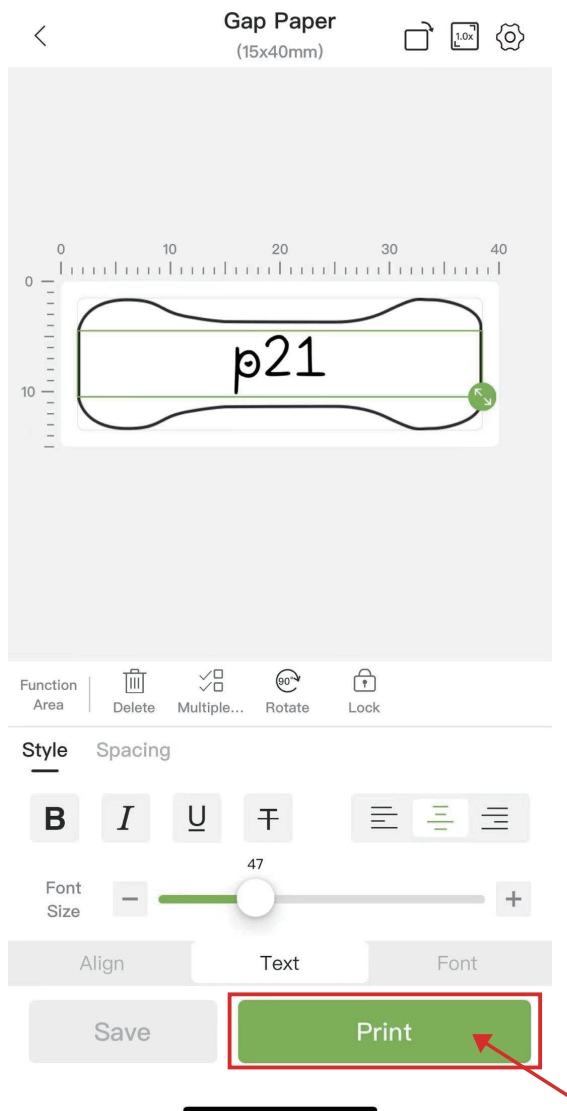 Gap Paper
(15x40mm)
1.0x
0 10 20 30 40
0
10
p21
Function Area
Delete
Multiple...
90°
Rotate
Lock
Style Spacing
B I U T
47
Font Size
− +
Align Text Font
Save Print